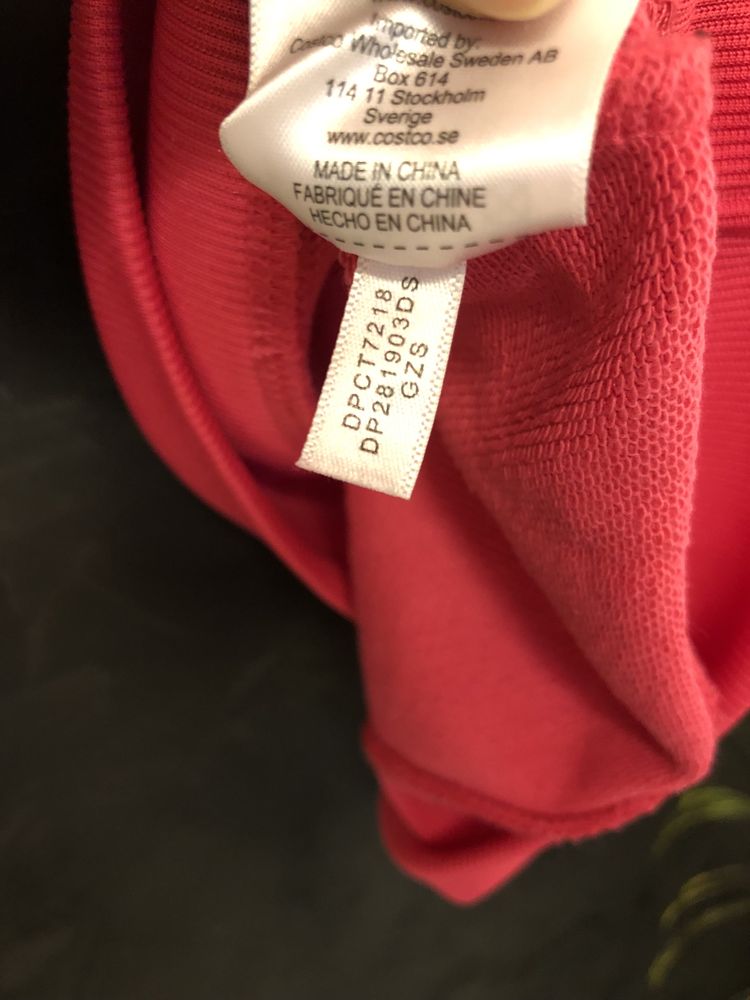 Imported by:
Costco Wholesale Sweden AB
Box 614
114 11 Stockholm
Sverige
www.costco.se
MADE IN CHINA
FABRIQUÉ EN CHINE
HECHO EN CHINA
DPCT7218
DP281903DS
GZS